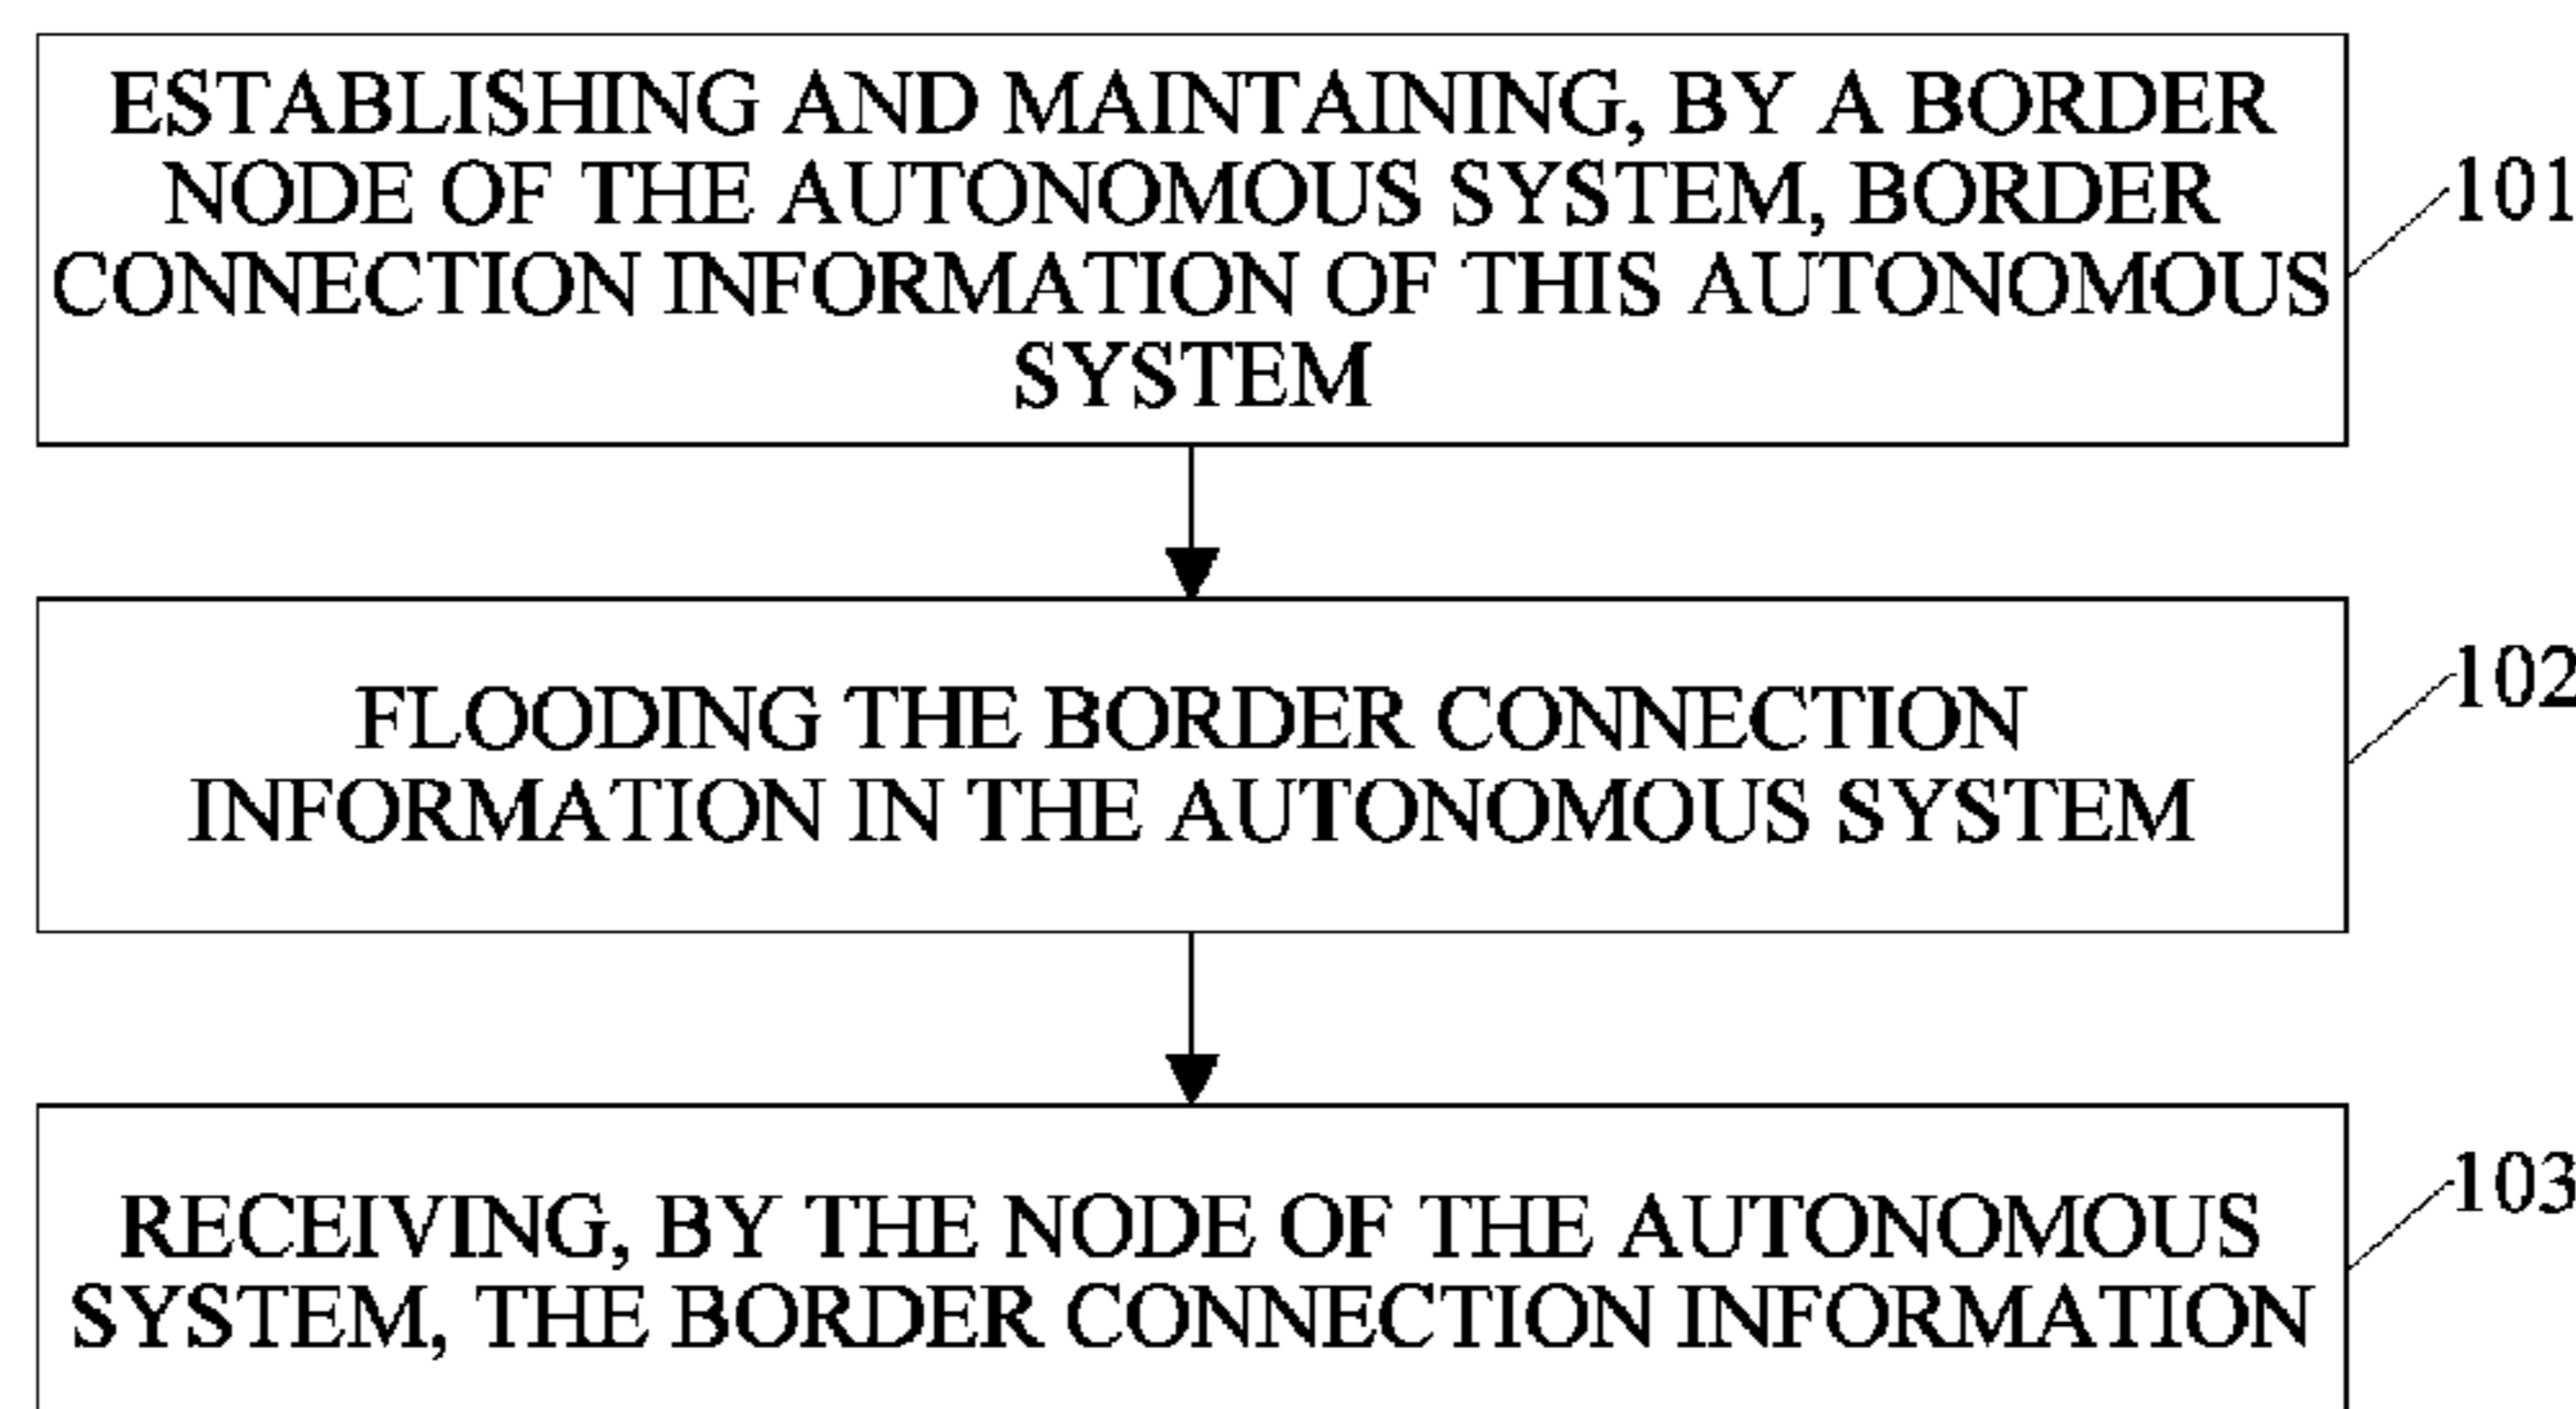 ESTABLISHING AND MAINTAINING, BY A BORDER
NODE OF THE AUTONOMOUS SYSTEM, BORDER
CONNECTION INFORMATION OF THIS AUTONOMOUS
SYSTEM
101
FLOODING THE BORDER CONNECTION
INFORMATION IN THE AUTONOMOUS SYSTEM
102
RECEIVING, BY THE NODE OF THE AUTONOMOUS
SYSTEM, THE BORDER CONNECTION INFORMATION
103